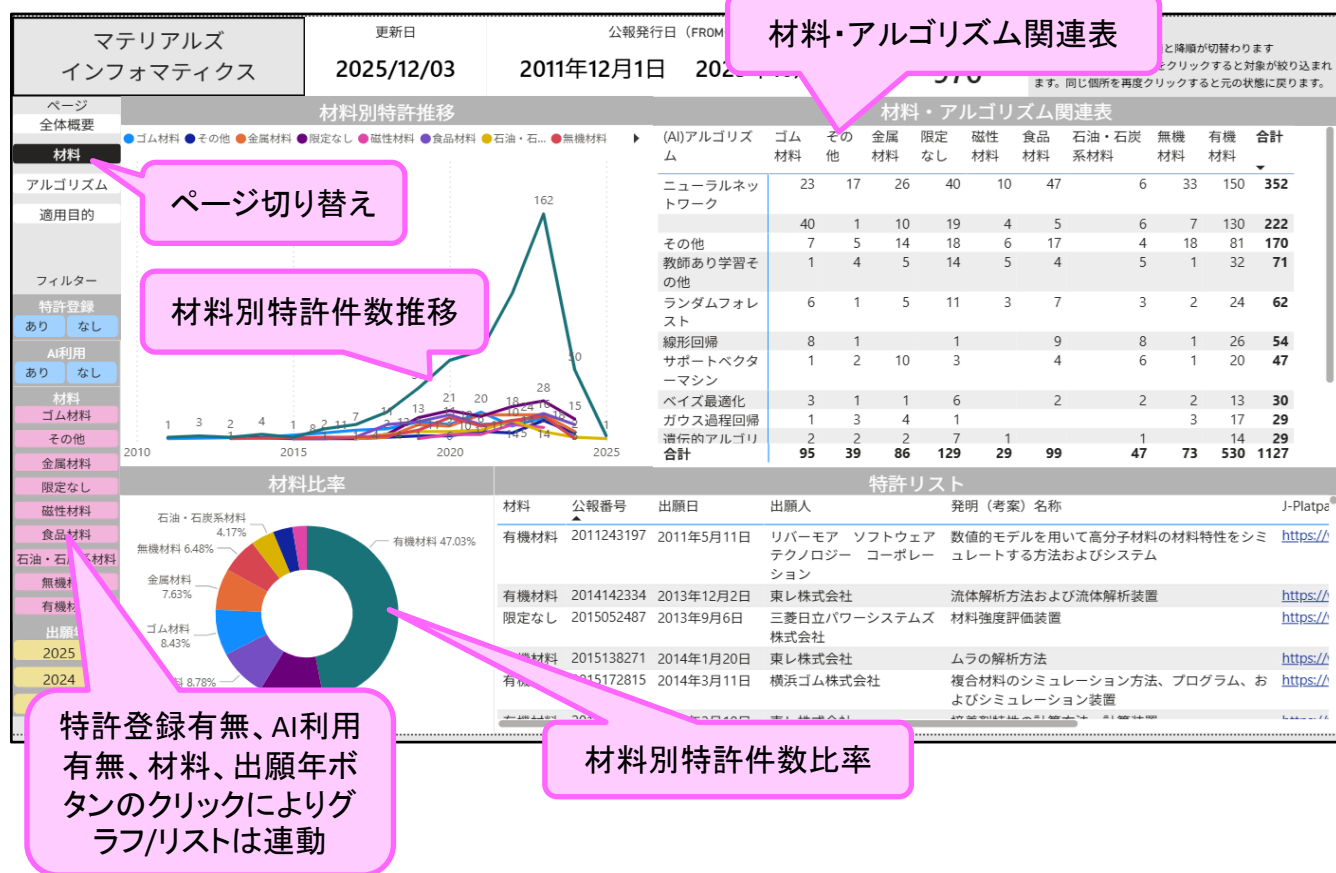 マテリアルズ
インフォマティクス
更新日
2025/12/03
公報発行日（FROM
2011年12月1日
材料・アルゴリズム関連表
と降順が切替わります
をクリックすると対象が絞り込まれ
ます。同じ個所を再度クリックすると元の状態に戻ります。
ページ
全体概要
材料
アルゴリズム
適用目的
フィルター
特許登録
あり なし
AI利用
あり なし
材料
ゴム材料
その他
金属材料
限定なし
磁性材料
食品材料
石油・石炭系材料
無機材
有機材
出願年
2025
2024
ページ切り替え
材料別特許推移
ゴム材料 その他 金属材料 限定なし 磁性材料 食品材料 石油・石... 無機材料
材料別特許件数推移
162
28
21 20 18
13 15
1 3 2 4 1
2010 2015 2020 2025
材料・アルゴリズム関連表
(AI)アルゴリズム ゴム材料 その他 金属材料 限定なし 磁性材料 食品材料 石油・石炭系材料 無機材料 有機材料 合計
ニューラルネットワーク 23 17 26 40 10 47 6 33 150 352
40 1 10 19 4 5 6 7 130 222
その他 7 5 14 18 6 17 4 18 81 170
教師あり学習その他 1 4 5 14 5 4 5 1 32 71
ランダムフォレスト 6 1 5 11 3 7 3 2 24 62
線形回帰 8 1 1 9 8 1 26 54
サポートベクターマシン 1 2 10 3 4 6 1 20 47
ベイズ最適化 3 1 1 6 2 2 2 13 30
ガウス過程回帰 1 3 4 1 3 17 29
遺伝的アルゴリ 2 2 2 7 1 1 14 29
合計 95 39 86 129 29 99 47 73 530 1127
材料比率
石油・石炭系材料
4.17%
無機材料 6.48%
金属材料
7.63%
ゴム材料
8.43%
8.78%
有機材料 47.03%
特許リスト
材料 公報番号 出願日 出願人 発明（考案）名称 J-Platpa
有機材料 2011243197 2011年5月11日 リバーモア ソフトウェア テクノロジー コーポレーション 数値的モデルを用いて高分子材料の材料特性をシミュレートする方法およびシステム https://
有機材料 2014142334 2013年12月2日 東レ株式会社 流体解析方法および流体解析装置 https://
限定なし 2015052487 2013年9月6日 三菱日立パワーシステムズ株式会社 材料強度評価装置 https://
材料 2015138271 2014年1月20日 東レ株式会社 ムラの解析方法 https://
2015172815 2014年3月11日 横浜ゴム株式会社 複合材料のシミュレーション方法、プログラム、およびシミュレーション装置 https://
特許登録有無、AI利用
有無、材料、出願年ボ
タンのクリックによりグ
ラフ/リストは連動
材料別特許件数比率